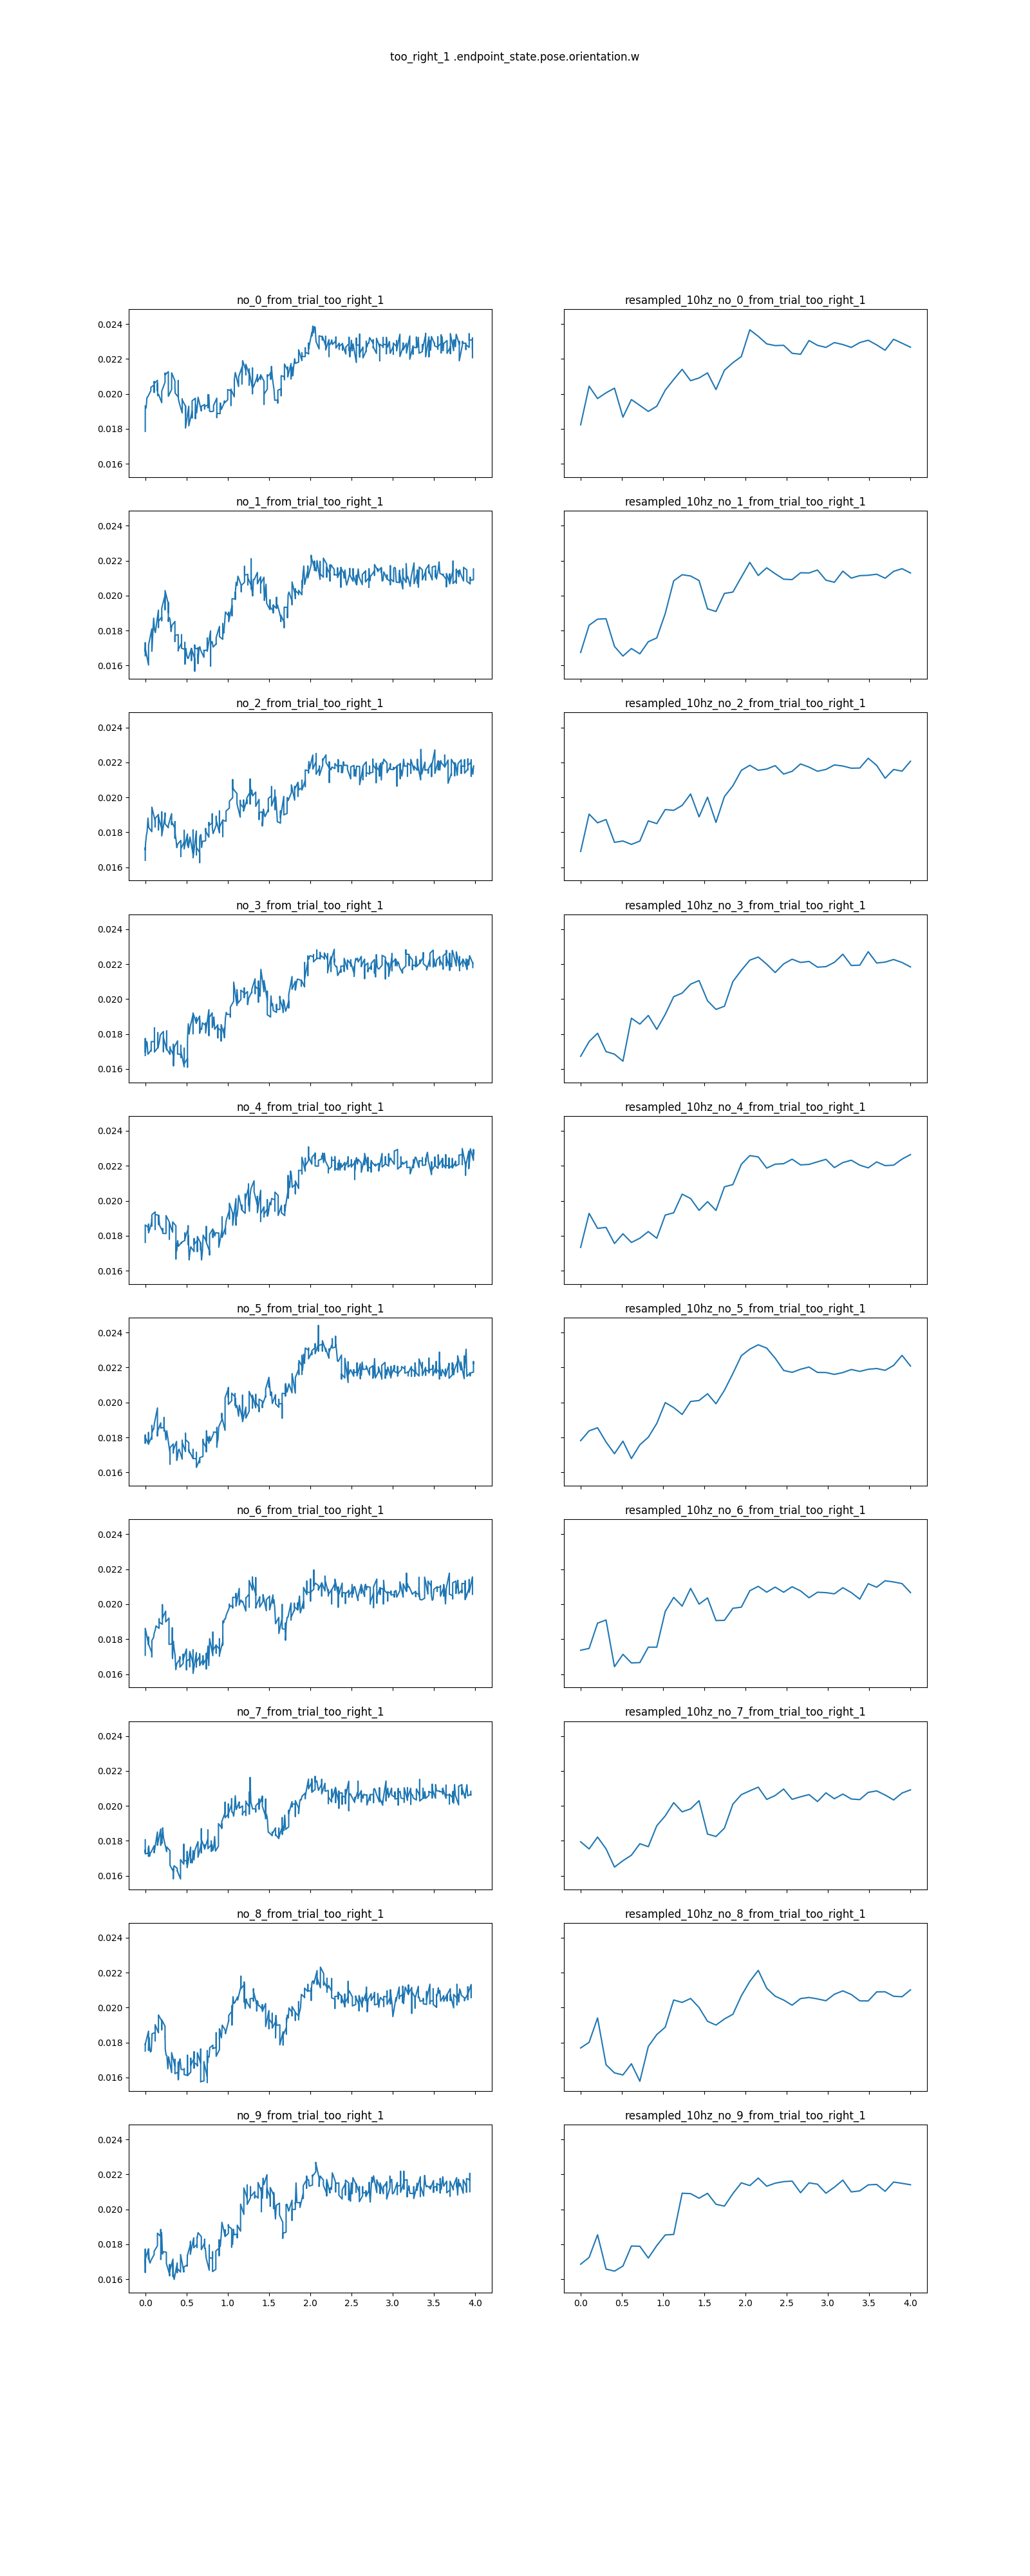 too_right_1 .endpoint_state.pose.orientation.w
no_0_from_trial_too_right_1
resampled_10hz_no_0_from_trial_too_right_1
0.024
0.022
0.020
0.018
0.016
no_1_from_trial_too_right_1
resampled_10hz_no_1_from_trial_too_right_1
0.024
0.022
0.020
0.018
0.016
no_2_from_trial_too_right_1
resampled_10hz_no_2_from_trial_too_right_1
0.024
0.022
0.020
0.018
0.016
no_3_from_trial_too_right_1
resampled_10hz_no_3_from_trial_too_right_1
0.024
0.022
0.020
0.018
0.016
no_4_from_trial_too_right_1
resampled_10hz_no_4_from_trial_too_right_1
0.024
0.022
0.020
0.018
0.016
no_5_from_trial_too_right_1
resampled_10hz_no_5_from_trial_too_right_1
0.024
0.022
0.020
0.018
0.016
no_6_from_trial_too_right_1
resampled_10hz_no_6_from_trial_too_right_1
0.024
0.022
0.020
0.018
0.016
no_7_from_trial_too_right_1
resampled_10hz_no_7_from_trial_too_right_1
0.024
0.022
0.020
0.018
0.016
no_8_from_trial_too_right_1
resampled_10hz_no_8_from_trial_too_right_1
0.024
0.022
0.020
0.018
0.016
no_9_from_trial_too_right_1
resampled_10hz_no_9_from_trial_too_right_1
0.024
0.022
0.020
0.018
0.016
0.0 0.5 1.0 1.5 2.0 2.5 3.0 3.5 4.0
0.0 0.5 1.0 1.5 2.0 2.5 3.0 3.5 4.0